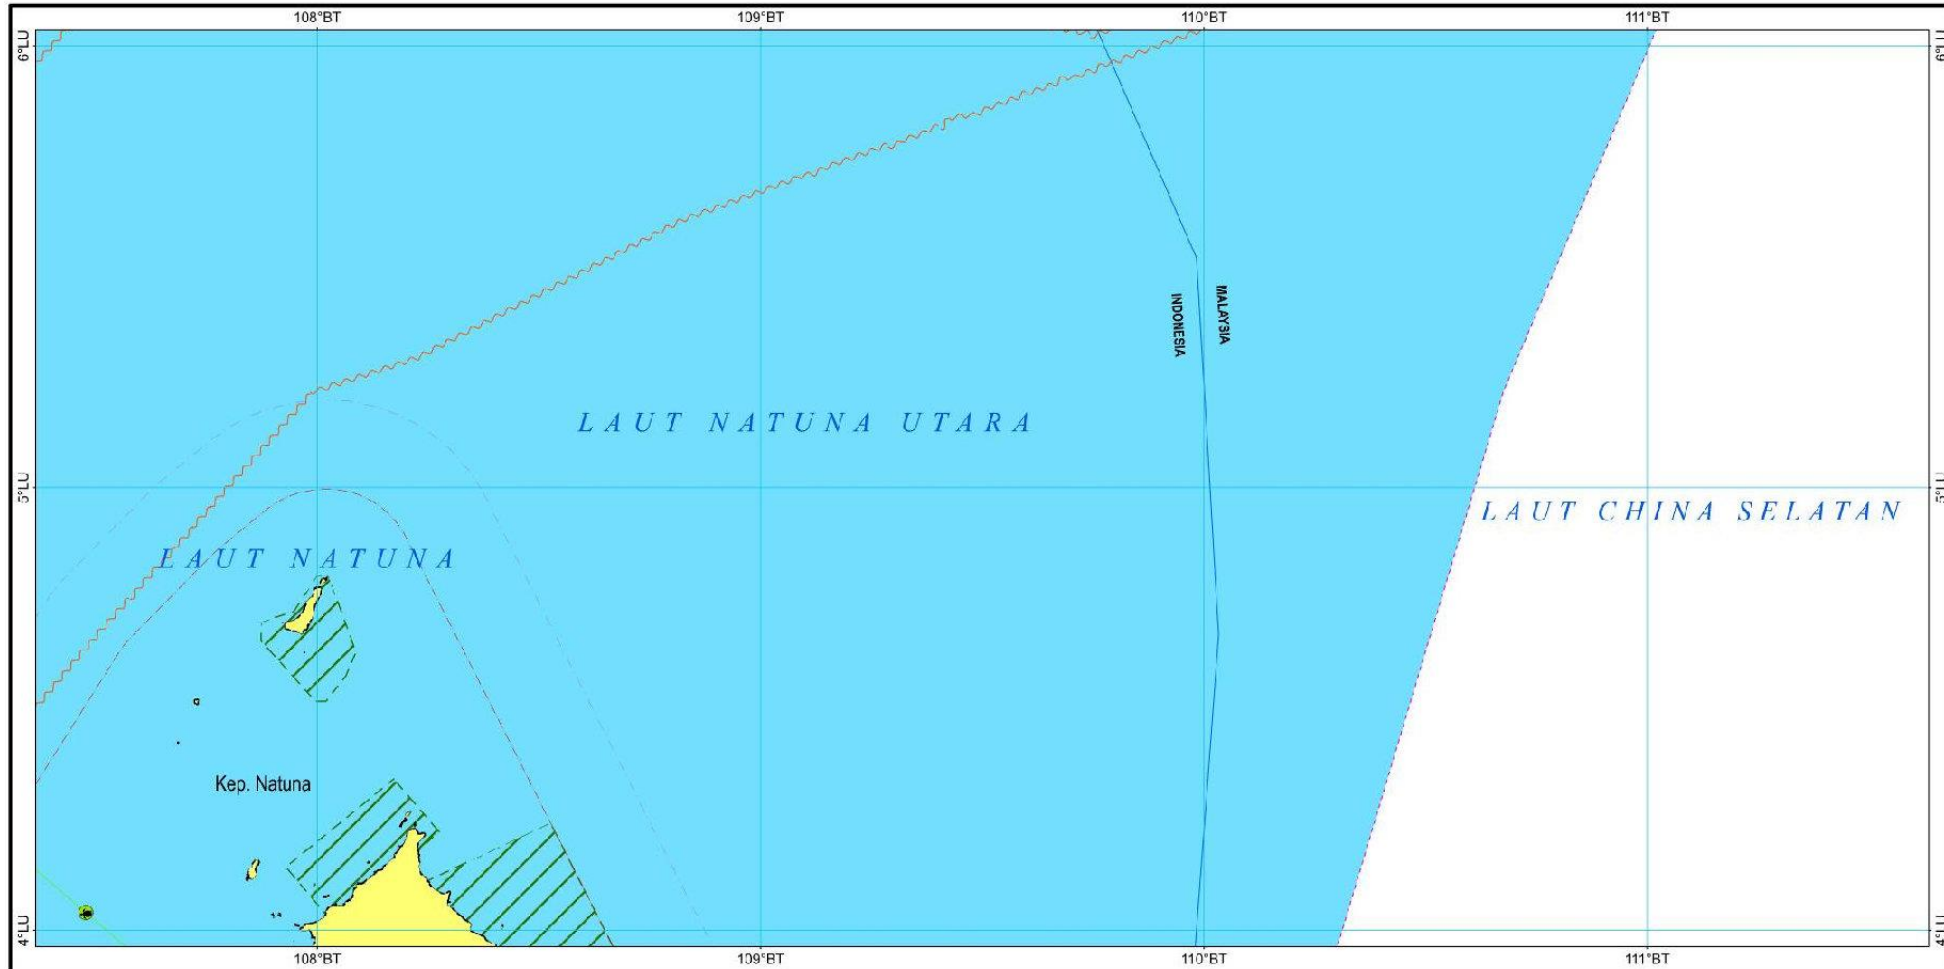 108°BT 109°BT 110°BT 111°BT
6°LU 6°LU
MALAYSIA
INDONESIA
LAUT NATUNA UTARA
5°LU 5°LU
LAUT CHINA SELATAN
LAUT NATUNA
Kep. Natuna
4°LU 4°LU
108°BT 109°BT 110°BT 111°BT